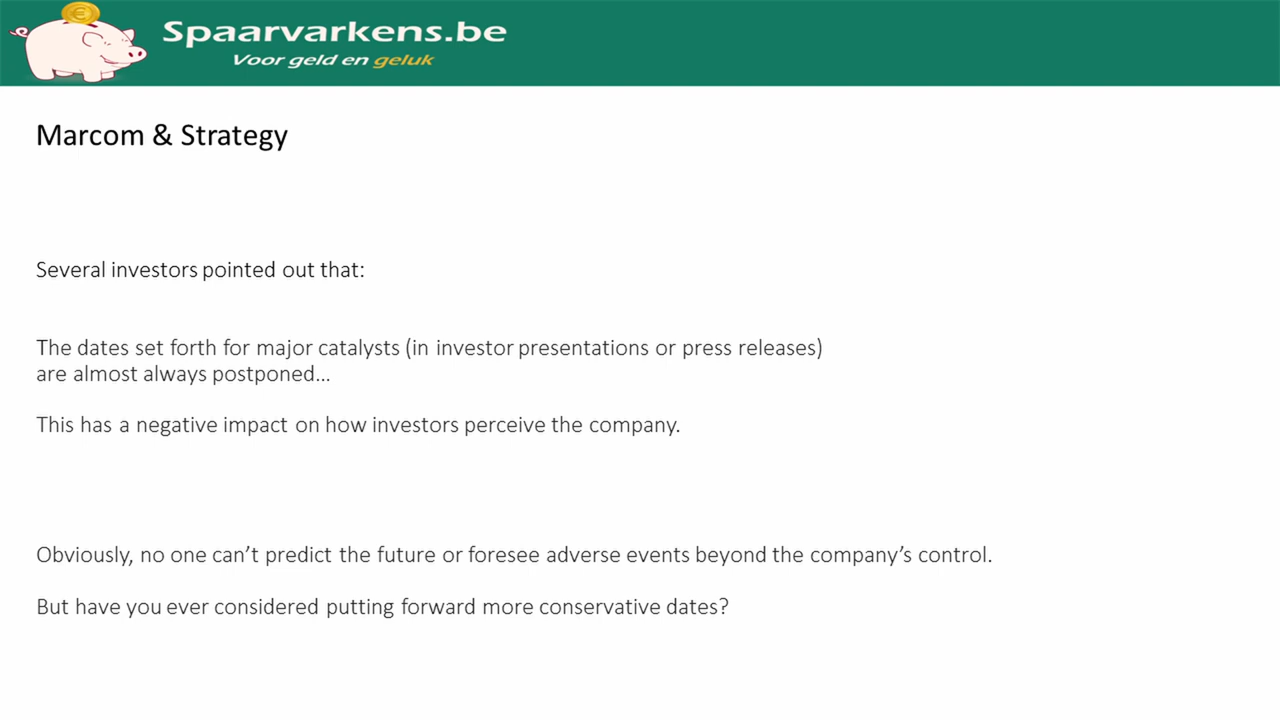 Spaarvarkens.be
Voor geld en geluk
Marcom & Strategy
Several investors pointed out that:
The dates set forth for major catalysts (in investor presentations or press releases)
are almost always postponed...
This has a negative impact on how investors perceive the company.
Obviously, no one can’t predict the future or foresee adverse events beyond the company’s control.
But have you ever considered putting forward more conservative dates?